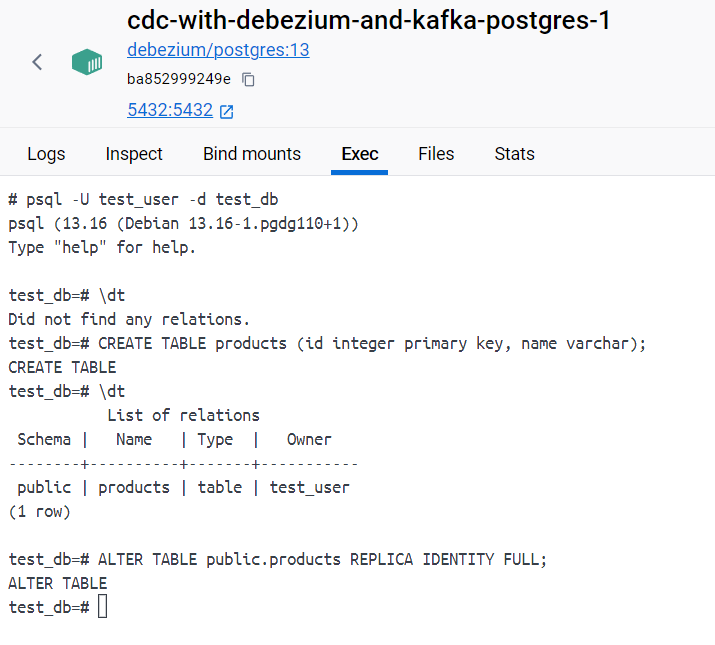 cdc-with-debezium-and-kafka-postgres-1
debezium/postgres:13
ba852999249e
5432:5432
Logs Inspect Bind mounts Exec Files Stats
# psql -U test_user -d test_db
psql (13.16 (Debian 13.16-1.pgdg110+1))
Type "help" for help.
test_db=# \dt
Did not find any relations.
test_db=# CREATE TABLE products (id integer primary key, name varchar);
CREATE TABLE
test_db=# \dt
           List of relations
 Schema |   Name   | Type  |   Owner
--------+----------+-------+-----------
 public | products | table | test_user
(1 row)
test_db=# ALTER TABLE public.products REPLICA IDENTITY FULL;
ALTER TABLE
test_db=#